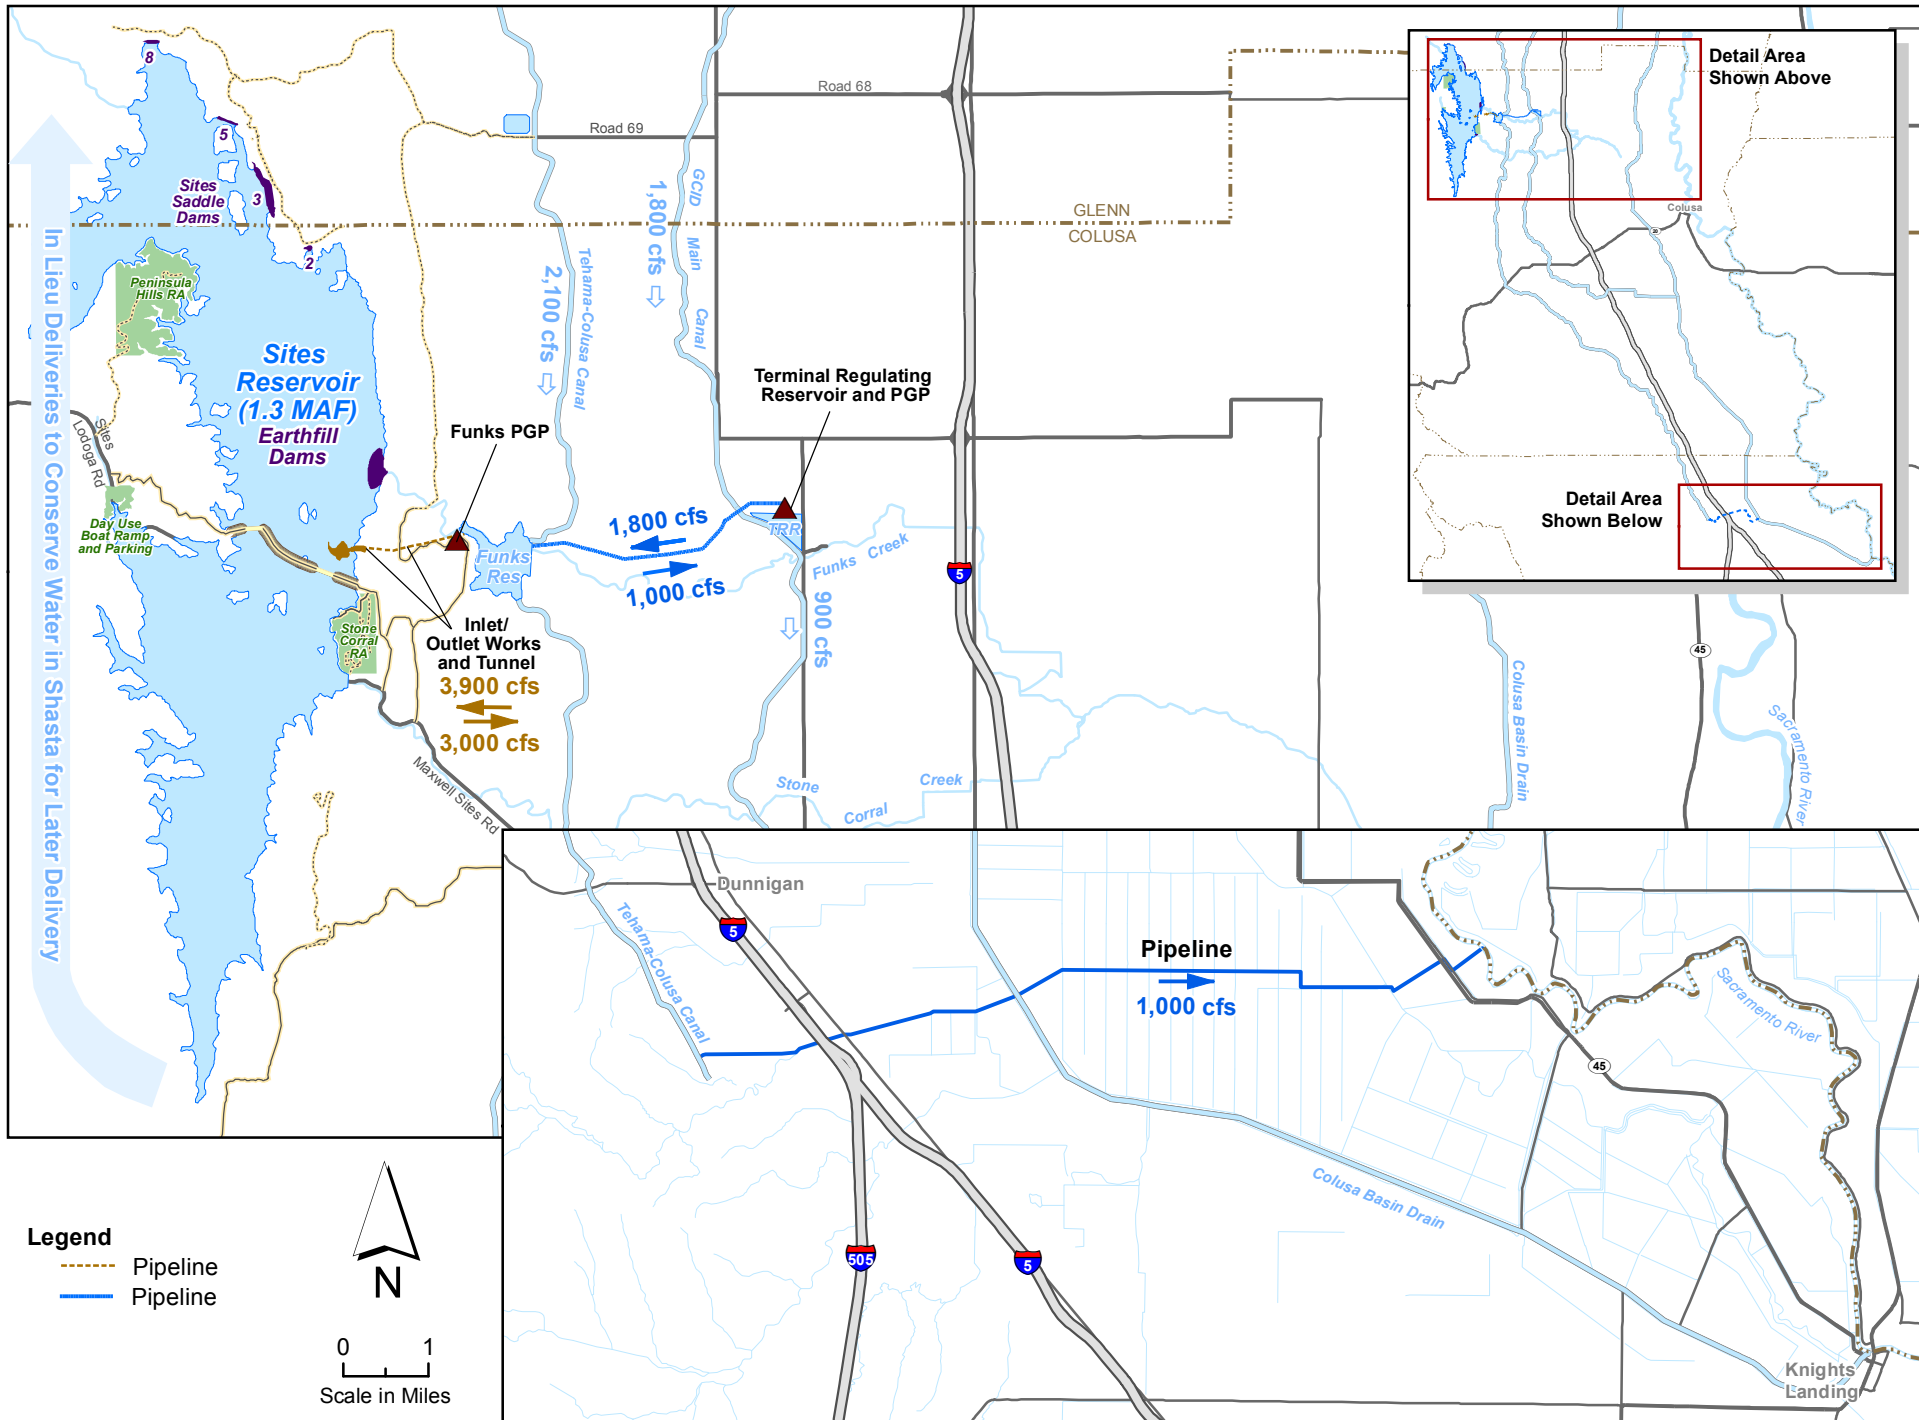 8
5
3
2
Sites
Saddle
Dams
Road 68
Road 69
GLENN
COLUSA
GCID Main Canal
1,800 cfs
Tehama-Colusa Canal
2,100 cfs
Peninsula
Hills RA
Sites
Reservoir
(1.3 MAF)
Earthfill
Dams
In Lieu Deliveries to Conserve Water in Shasta for Later Delivery
Sites
Lodoga Rd
Day Use
Boat Ramp
and Parking
Funks PGP
Terminal Regulating
Reservoir and PGP
Funks
Res
TRR
1,800 cfs
1,000 cfs
Funks Creek
900 cfs
5
Inlet/
Outlet Works
and Tunnel
3,900 cfs
3,000 cfs
Stone
Corral
RA
Maxwell Sites Rd
Stone Corral Creek
Colusa Basin Drain
45
Sacramento River
Detail Area
Shown Above
Colusa
20
Detail Area
Shown Below
Dunnigan
5
Tehama-Colusa Canal
Pipeline
1,000 cfs
Sacramento River
45
Colusa Basin Drain
505
5
Knights
Landing
Legend
Pipeline
Pipeline
N
0 1
Scale in Miles